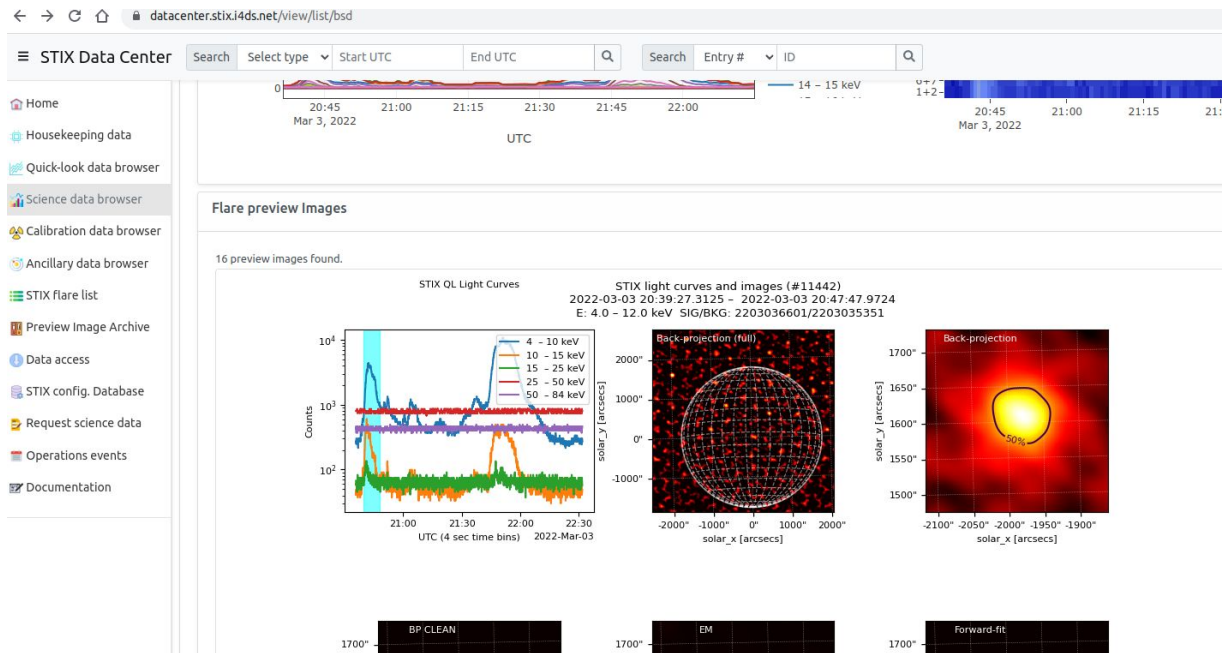 datacenter.stix.i4ds.net/view/list/bsd
≡ STIX Data Center Search Select type Start UTC End UTC Search Entry # ID
Home
Housekeeping data
Quick-look data browser
Science data browser
Calibration data browser
Ancillary data browser
STIX flare list
Preview Image Archive
Data access
STIX config. Database
Request science data
Operations events
Documentation
0
20:45 21:00 21:15 21:30 21:45 22:00
Mar 3, 2022
UTC
14 – 15 keV
1+2
20:45 21:00 21:15
Mar 3, 2022
Flare preview Images
16 preview images found.
STIX QL Light Curves
STIX light curves and images (#11442)
2022-03-03 20:39:27.3125 – 2022-03-03 20:47:47.9724
E: 4.0 – 12.0 keV SIG/BKG: 2203036601/2203035351
10⁴
10³
10²
Counts
4 – 10 keV
10 – 15 keV
15 – 25 keV
25 – 50 keV
50 – 84 keV
21:00 21:30 22:00 22:30
UTC (4 sec time bins) 2022-Mar-03
Back-projection (full)
2000"
1000"
0"
-1000"
solar_y [arcsecs]
-2000" -1000" 0" 1000" 2000"
solar_x [arcsecs]
Back-projection
1700"
1650"
1600"
1550"
1500"
solar_y [arcsecs]
50%
-2100" -2050" -2000" -1950" -1900"
solar_x [arcsecs]
BP CLEAN
1700"
EM
1700"
Forward-fit
1700"